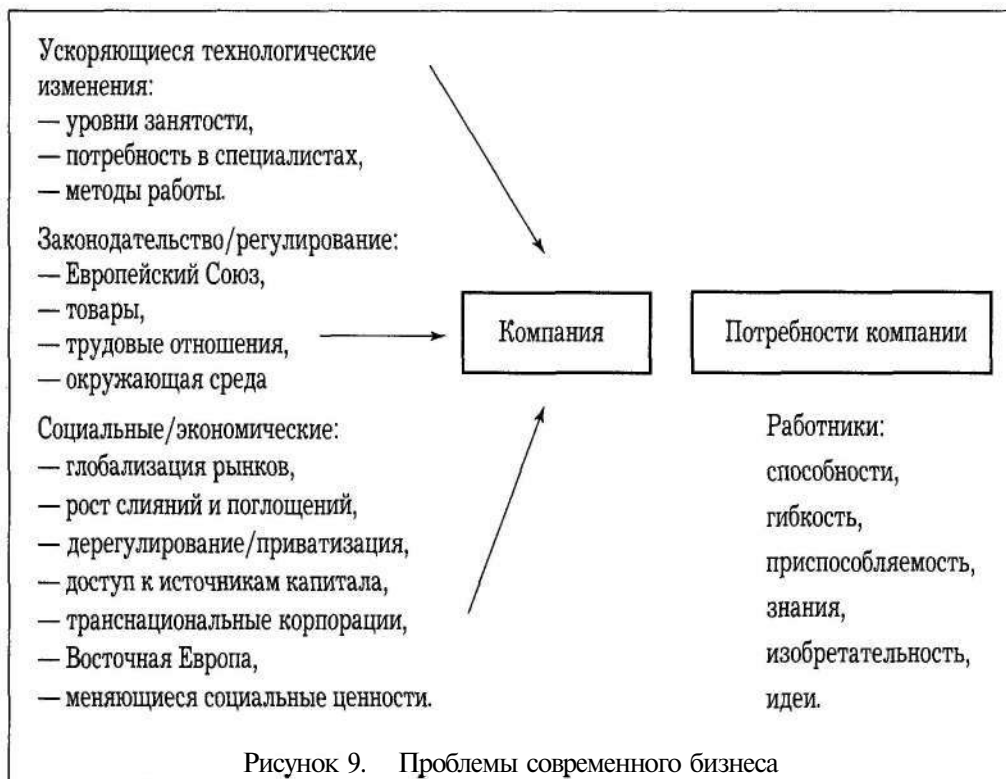 Ускоряющиеся технологические
изменения:
— уровни занятости,
— потребность в специалистах,
— методы работы.
Законодательство/регулирование:
— Европейский Союз,
— товары,
— трудовые отношения,
— окружающая среда
Социальные/экономические:
— глобализация рынков,
— рост слияний и поглощений,
— дерегулирование/приватизация,
— доступ к источникам капитала,
— транснациональные корпорации,
— Восточная Европа,
— меняющиеся социальные ценности.
Компания
Потребности компании
Работники:
способности,
гибкость,
приспособляемость,
знания,
изобретательность,
идеи.
Рисунок 9. Проблемы современного бизнеса